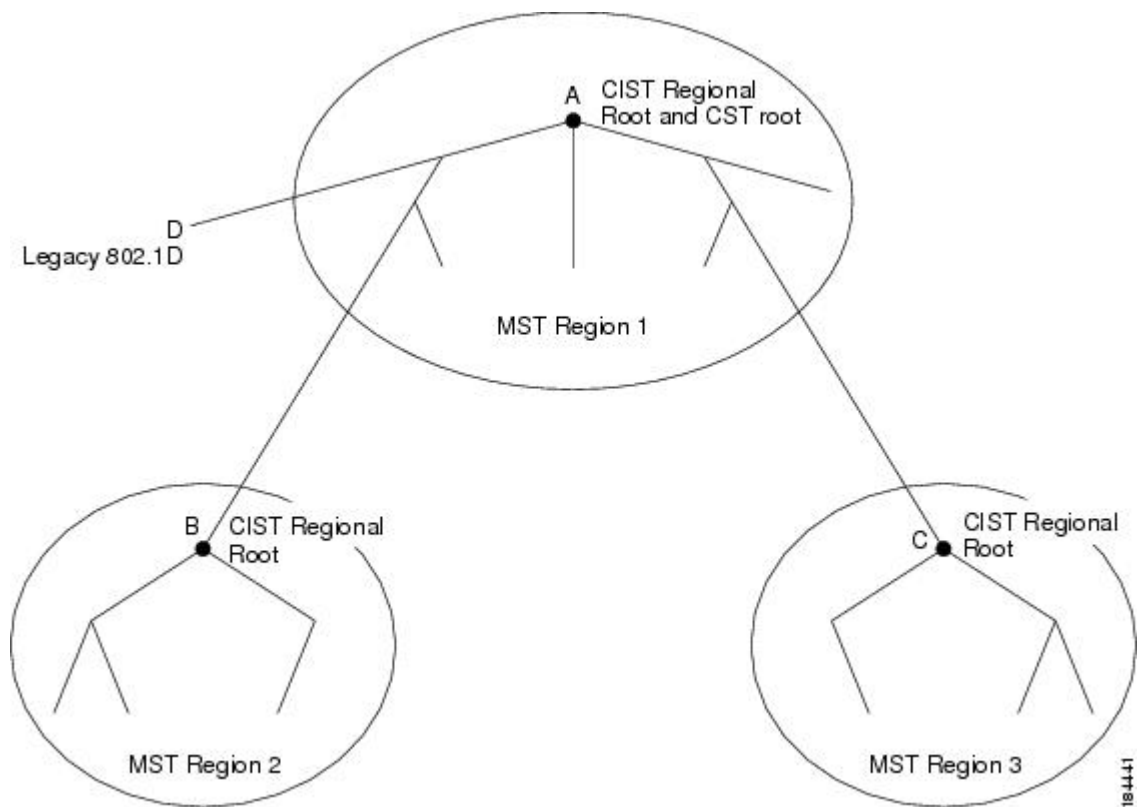 A
CIST Regional
Root and CST root
D
Legacy 802.1D
MST Region 1
B
CIST Regional
Root
C
CIST Regional
Root
MST Region 2
MST Region 3
184441